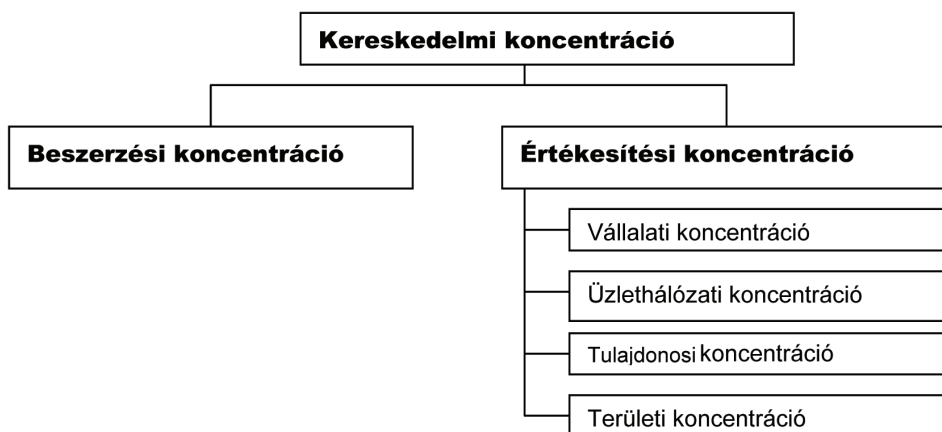 Kereskedelmi koncentráció
Beszerzési koncentráció
Értékesítési koncentráció
Vállalati koncentráció
Üzlethálózati koncentráció
Tulajdonosi koncentráció
Területi koncentráció